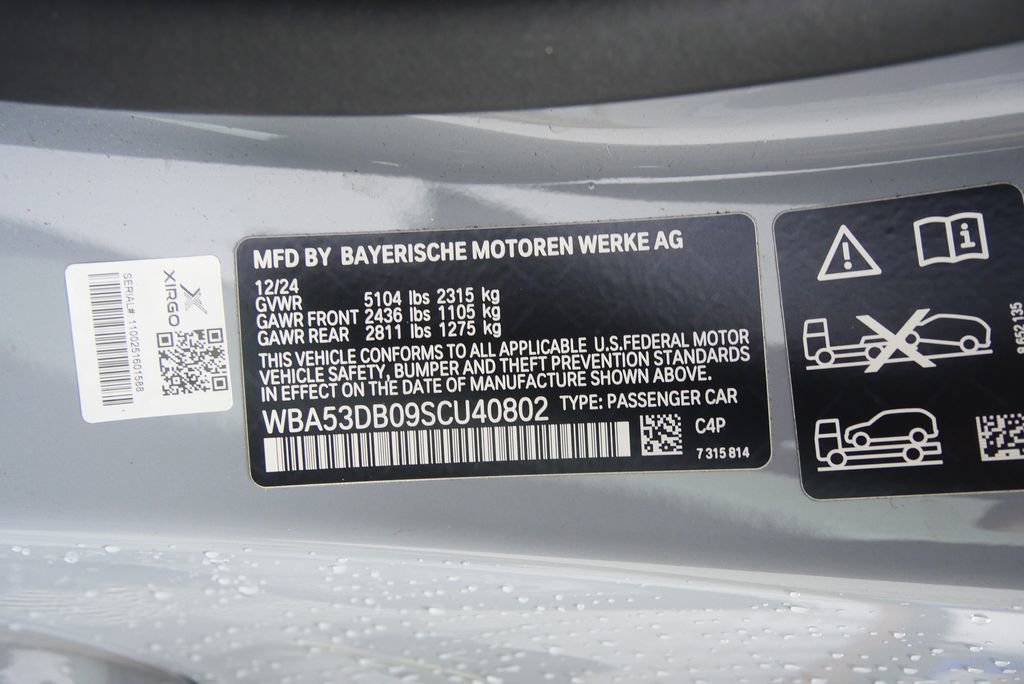 XIRGO
SERIAL# 1100251601588
MFD BY BAYERISCHE MOTOREN WERKE AG
12/24
GVWR 5104 lbs 2315 kg
GAWR FRONT 2436 lbs 1105 kg
GAWR REAR 2811 lbs 1275 kg
THIS VEHICLE CONFORMS TO ALL APPLICABLE U.S.FEDERAL MOTOR
VEHICLE SAFETY, BUMPER AND THEFT PREVENTION STANDARDS
IN EFFECT ON THE DATE OF MANUFACTURE SHOWN ABOVE.
WBA53DB09SCU40802 TYPE: PASSENGER CAR
C4P
7 315 814